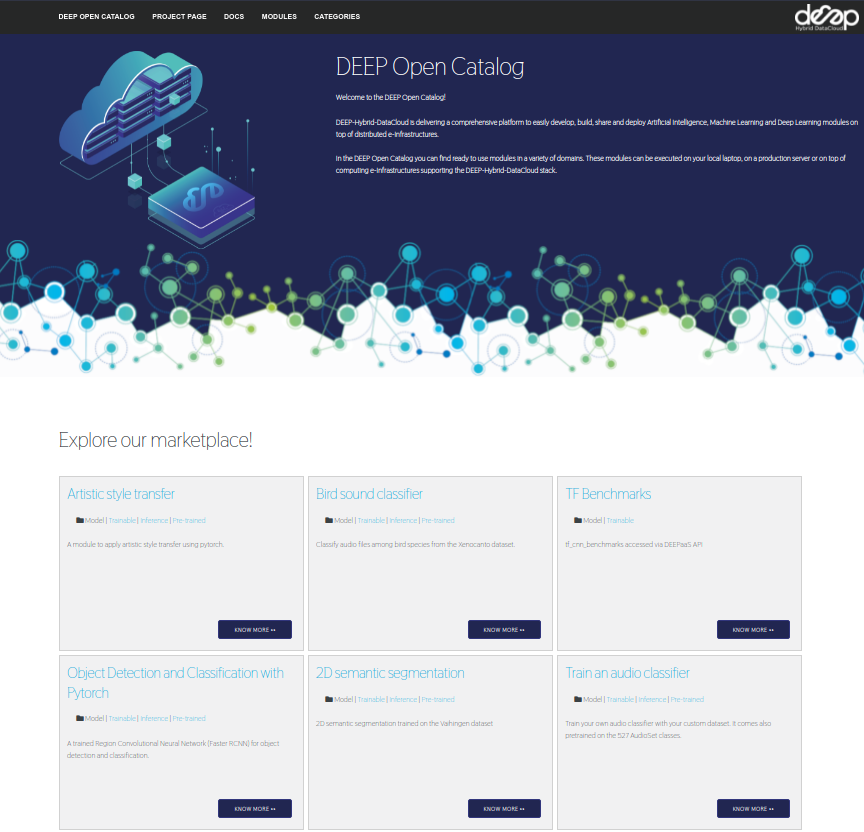 DEEP OPEN CATALOG PROJECT PAGE DOCS MODULES CATEGORIES
deep
Hybrid DataCloud
DEEP Open Catalog
Welcome to the DEEP Open Catalog!
DEEP-Hybrid-DataCloud is delivering a comprehensive platform to easily develop, build, share and deploy Artificial Intelligence, Machine Learning and Deep Learning modules on
top of distributed e-Infrastructures.
In the DEEP Open Catalog you can find ready to use modules in a variety of domains. These modules can be executed on your local laptop, on a production server or on top of
computing e-Infrastructures supporting the DEEP-Hybrid-DataCloud stack.
Explore our marketplace!
Artistic style transfer
Model | Trainable | Inference | Pre-trained
A module to apply artistic style transfer using pytorch.
KNOW MORE ••
Bird sound classifier
Model | Trainable | Inference | Pre-trained
Classify audio files among bird species from the Xenocanto dataset.
KNOW MORE ••
TF Benchmarks
Model | Trainable
tf_cnn_benchmarks accessed via DEEPaaS API
KNOW MORE ••
Object Detection and Classification with
Pytorch
Model | Trainable | Inference | Pre-trained
A trained Region Convolutional Neural Network (Faster RCNN) for object
detection and classification.
KNOW MORE ••
2D semantic segmentation
Model | Trainable | Inference | Pre-trained
2D semantic segmentation trained on the Vaihingen dataset
KNOW MORE ••
Train an audio classifier
Model | Trainable | Inference | Pre-trained
Train your own audio classifier with your custom dataset. It comes also
pretrained on the 527 AudioSet classes.
KNOW MORE ••